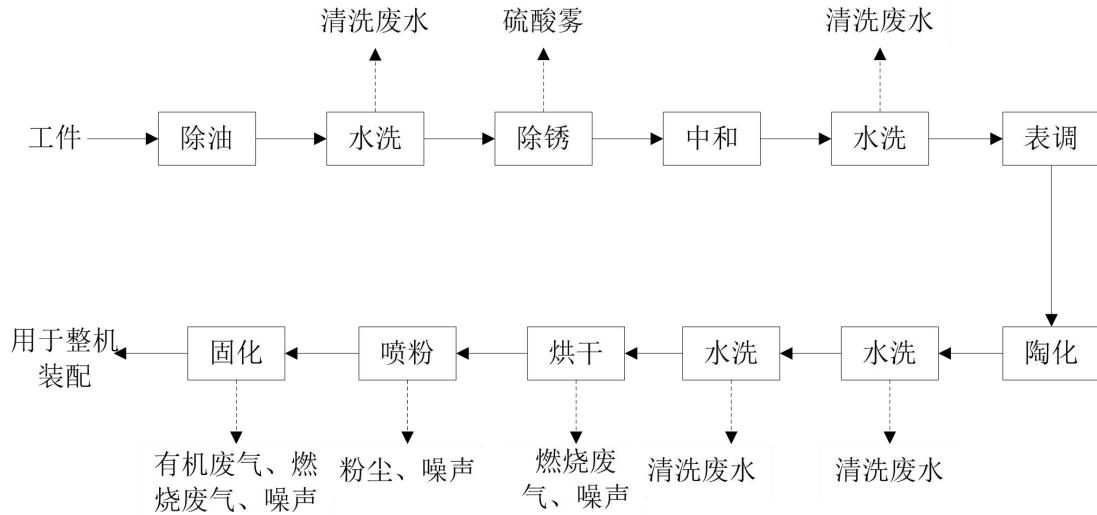 清洗废水
硫酸雾
清洗废水
工件
除油
水洗
除锈
中和
水洗
表调
用于整机
装配
固化
喷粉
烘干
水洗
水洗
陶化
有机废气、燃
烧废气、噪声
粉尘、噪声
燃烧废
气、噪声
清洗废水
清洗废水